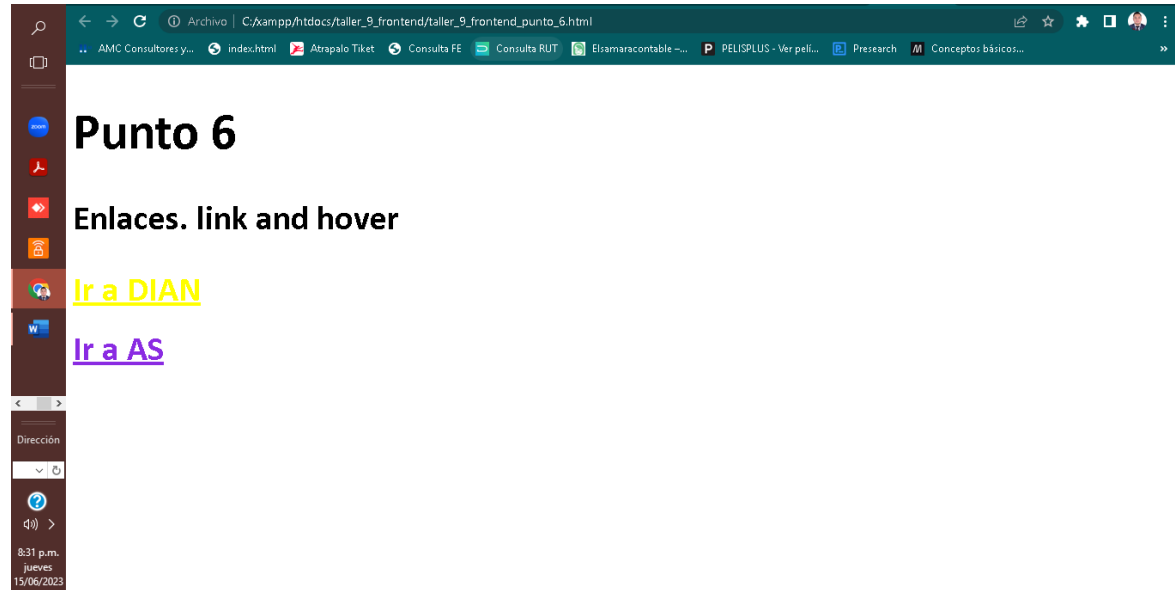 Archivo | C:/xampp/htdocs/taller_9_frontend/taller_9_frontend_punto_6.html
AMC Consultores y... index.html Atrapalo Tiket Consulta FE Consulta RUT Elsamaracontable –... PELISPLUS - Ver pelí... Presearch Conceptos básicos... »
zoom
Punto 6
Enlaces. link and hover
Ir a DIAN
W
Ir a AS
Dirección
8:31 p.m.
jueves
15/06/2023